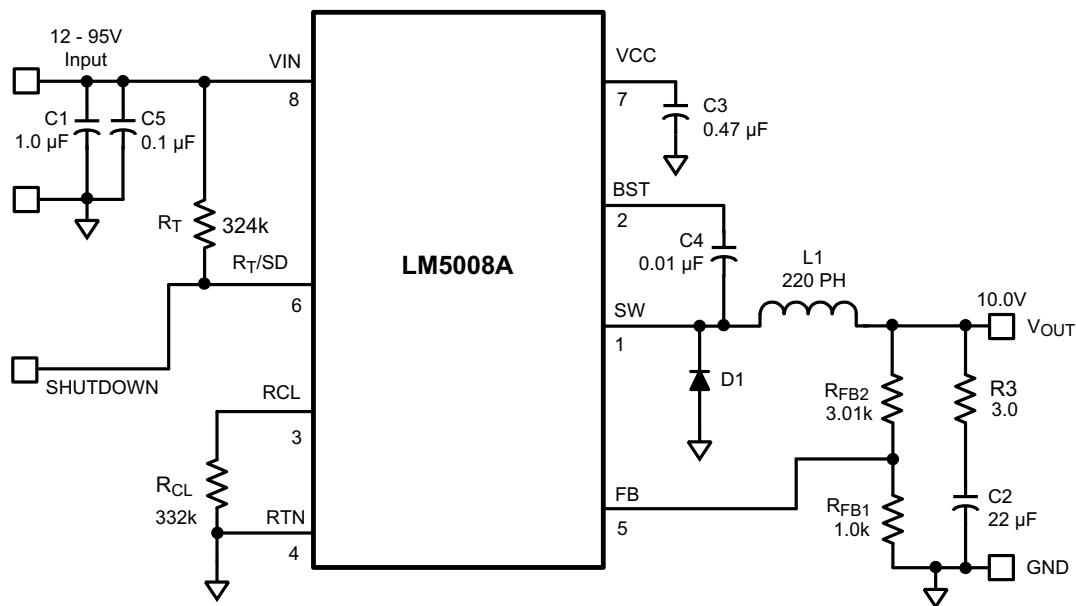 12 - 95V
Input
VIN
8
C1
1.0 µF
C5
0.1 µF
RT
324k
RT/SD
6
SHUTDOWN
RCL
3
RCL
332k
RTN
4
LM5008A
VCC
7
C3
0.47 µF
BST
2
C4
0.01 µF
L1
220 PH
SW
1
D1
10.0V
VOUT
RFB2
3.01k
R3
3.0
FB
5
RFB1
1.0k
C2
22 µF
GND